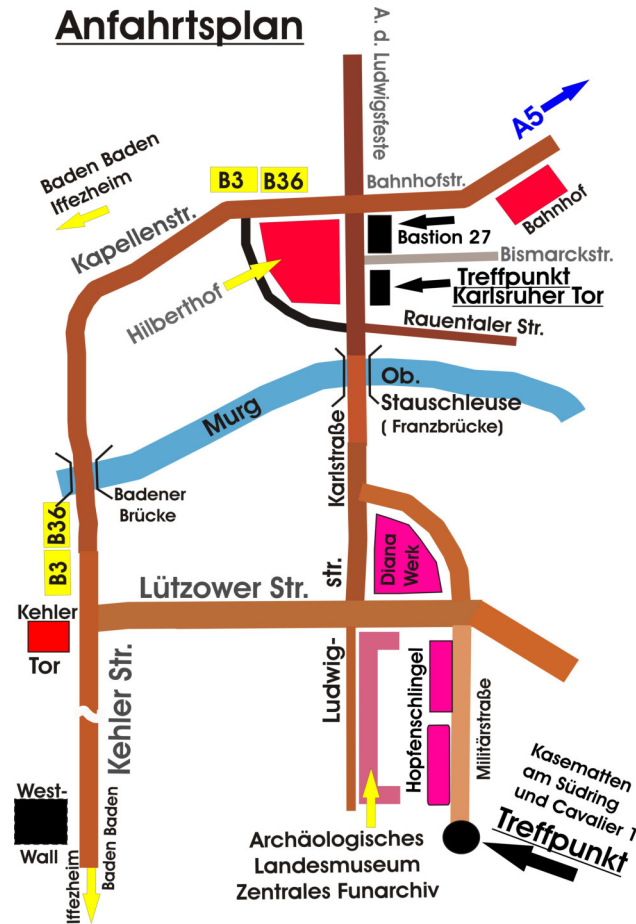 Anfahrtsplan
A. d. Ludwigsfeste
A5
Baden Baden
Iffezheim
B3
B36
Bahnhofstr.
Bahnhof
Kapellenstr.
Bastion 27
Bismarckstr.
Hilberthof
Treffpunkt
Karlsruher Tor
Rauentaler Str.
Murg
Ob.
Stauschleuse
( Franzbrücke)
Karlstraße
Badener
Brücke
B36
B3
Diana
Werk
Lützower Str.
Kehler
Tor
Ludwig-
str.
Kehler Str.
Hopfenschlingel
Militärstraße
Kasematten
am Südring
und Cavalier 1
Treffpunkt
West-
Wall
Iffezheim
Baden Baden
Archäologisches
Landesmuseum
Zentrales Funarchiv